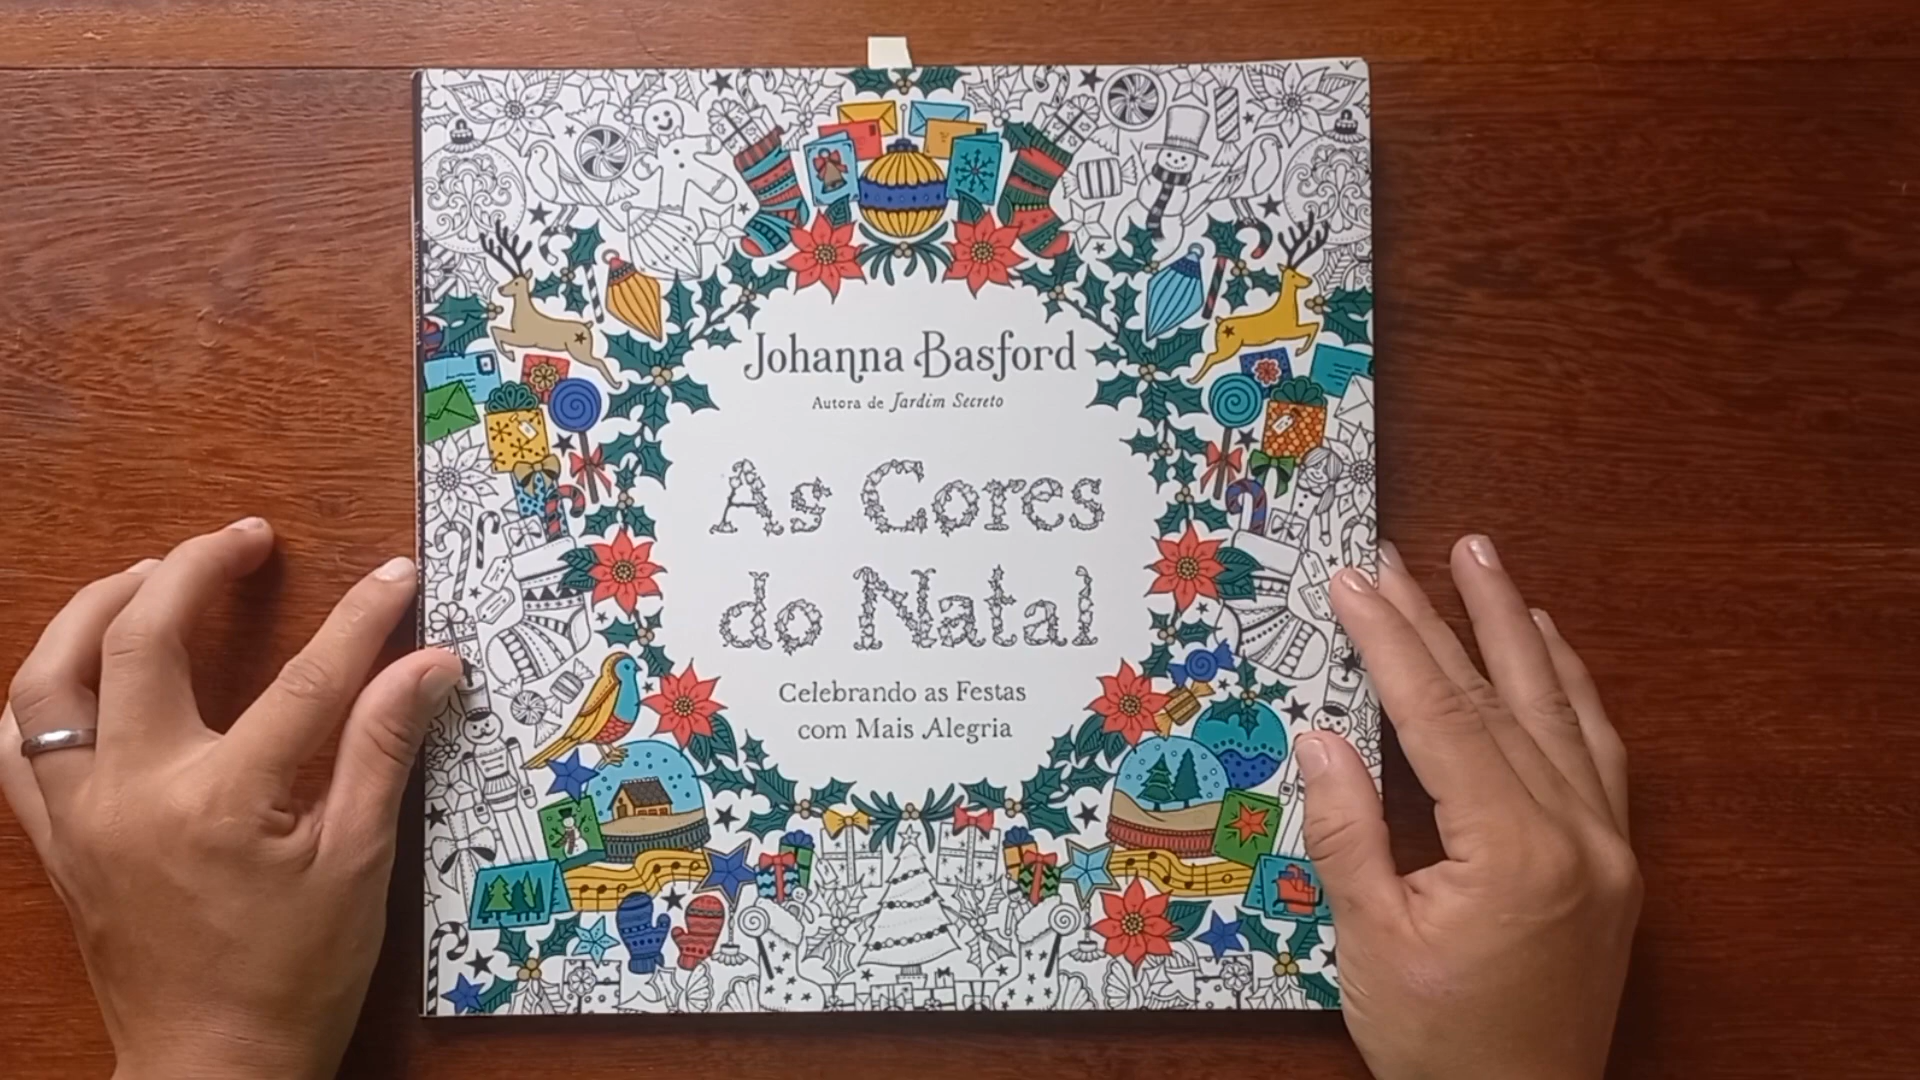 Johanna Basford
Autora de Jardim Secreto
As Cores
do Natal
Celebrando as Festas
com Mais Alegria